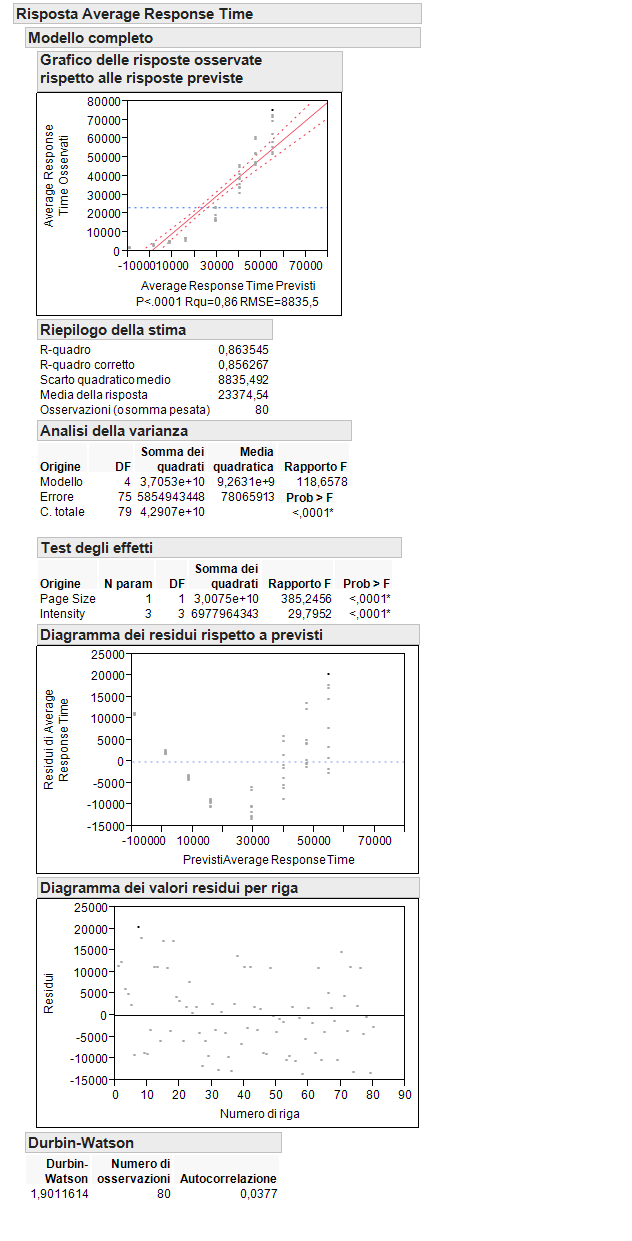 Risposta Average Response Time
Modello completo
Grafico delle risposte osservate
rispetto alle risposte previste
80000
70000
60000
50000
40000
30000
20000
10000
0
Average Response
Time Osservati
-100000 10000 30000 50000 70000
Average Response Time Previsti
P<.0001 Rqu=0,86 RMSE=8835,5
Riepilogo della stima
R-quadro 0,863545
R-quadro corretto 0,856267
Scarto quadratico medio 8835,492
Media della risposta 23374,54
Osservazioni (o somma pesata) 80
Analisi della varianza
Somma dei Media
Origine DF quadrati quadratica Rapporto F
Modello 4 3,7053e+10 9,2631e+9 118,6578
Errore 75 5854943448 78065913 Prob > F
C. totale 79 4,2907e+10 <,0001*
Test degli effetti
Somma dei
Origine N param DF quadrati Rapporto F Prob > F
Page Size 1 1 3,0075e+10 385,2456 <,0001*
Intensity 3 3 6977964343 29,7952 <,0001*
Diagramma dei residui rispetto a previsti
25000
20000
15000
10000
5000
0
-5000
-10000
-15000
Residui di Average
Response Time
-100000 10000 30000 50000 70000
PrevistiAverage Response Time
Diagramma dei valori residui per riga
25000
20000
15000
10000
5000
0
-5000
-10000
-15000
Residui
0 10 20 30 40 50 60 70 80 90
Numero di riga
Durbin-Watson
Durbin- Numero di
Watson osservazioni Autocorrelazione
1,9011614 80 0,0377